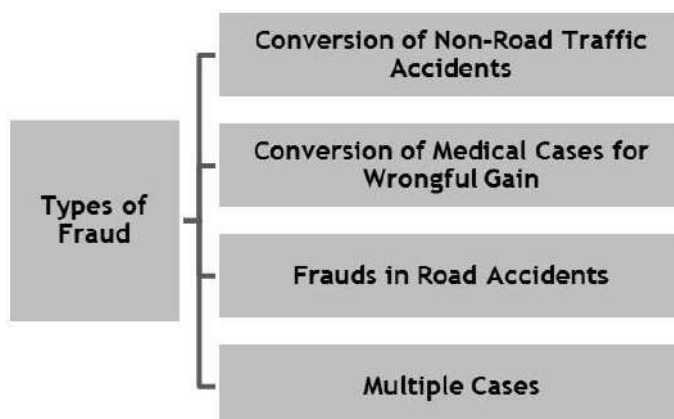 Types of
Fraud
Conversion of Non-Road Traffic
Accidents
Conversion of Medical Cases for
Wrongful Gain
Frauds in Road Accidents
Multiple Cases